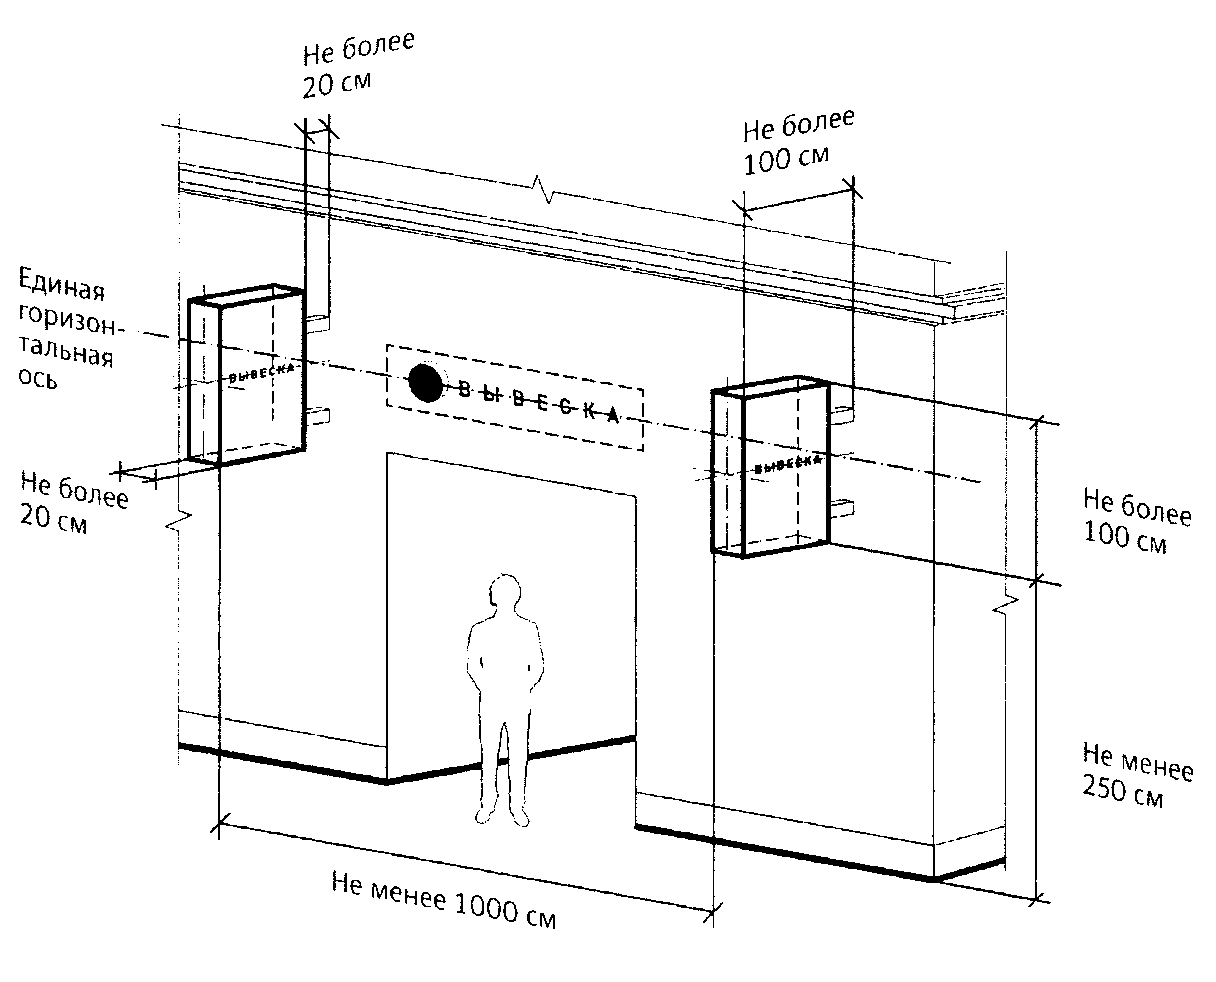 Не более
20 см
Не более
100 см
Единая
горизон-
тальная
ось
ВЫВЕСКА
ВЫВЕСКА
ВЫВЕСКА
Не более
20 см
Не более
100 см
Не менее
250 см
Не менее 1000 см